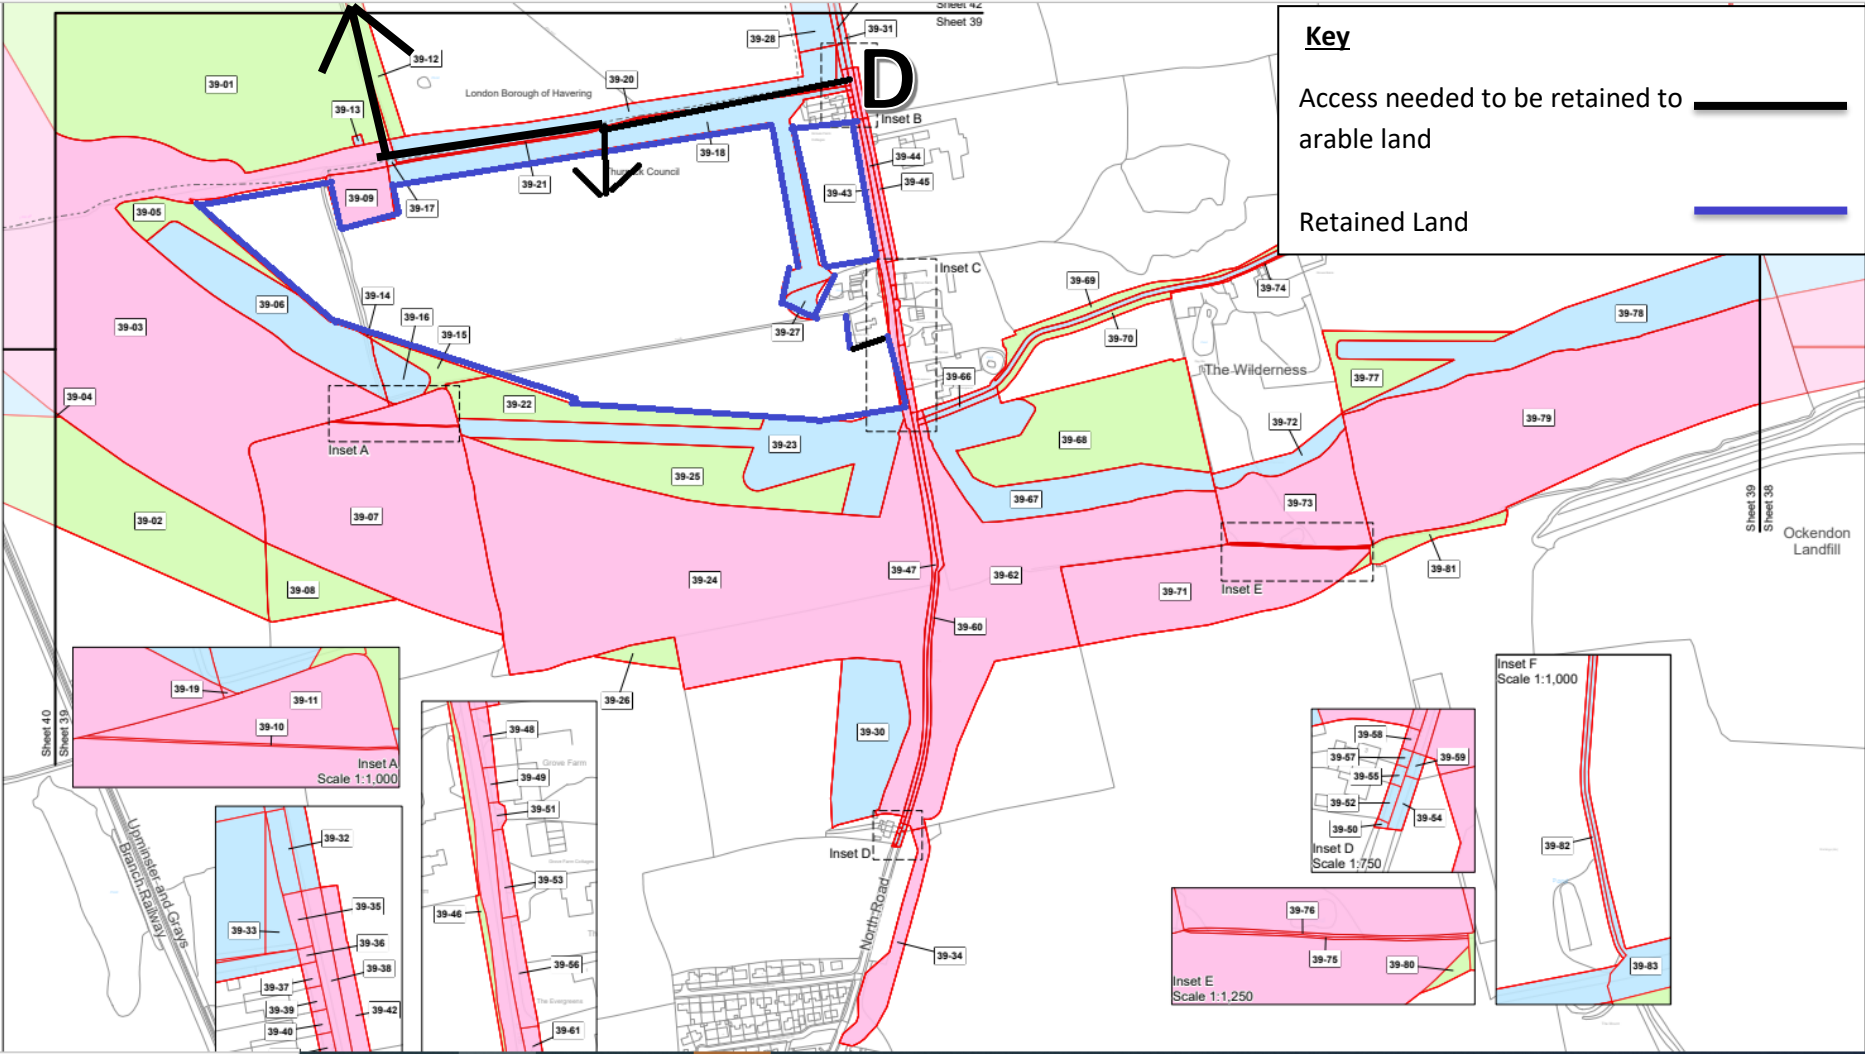 Sheet 42
Sheet 39
Key
Access needed to be retained to
arable land
Retained Land
D
39-28
39-31
39-12
39-20
39-01
London Borough of Havering
39-13
Inset B
39-18
39-44
39-21
Council
39-45
39-43
39-09
39-17
39-05
Inset C
39-69
39-74
39-14
39-06
39-16
39-78
39-03
39-15
39-27
39-70
The Wilderness
39-66
39-77
39-04
39-22
39-79
39-72
39-23
39-68
Inset A
39-25
39-67
39-73
Sheet 39
Sheet 38
39-02
39-07
Ockendon
Landfill
39-47
39-62
39-81
39-24
39-08
39-71
Inset E
39-60
Inset F
Scale 1:1,000
39-19
39-11
39-26
39-10
Sheet 40
Sheet 39
Inset A
Scale 1:1,000
39-48
39-30
39-58
39-57
39-59
Grove Farm
39-49
39-55
39-51
39-52
39-54
39-50
Inset D
Scale 1:750
Inset D
39-32
39-82
Upminster and Grays
Branch Railway
Grove Farm Cottages
39-53
39-35
39-46
39-76
39-33
39-36
North Road
39-34
39-75
39-80
39-38
39-56
39-83
Inset E
Scale 1:1,250
39-37
The Evergreens
39-39
39-42
39-40
39-61